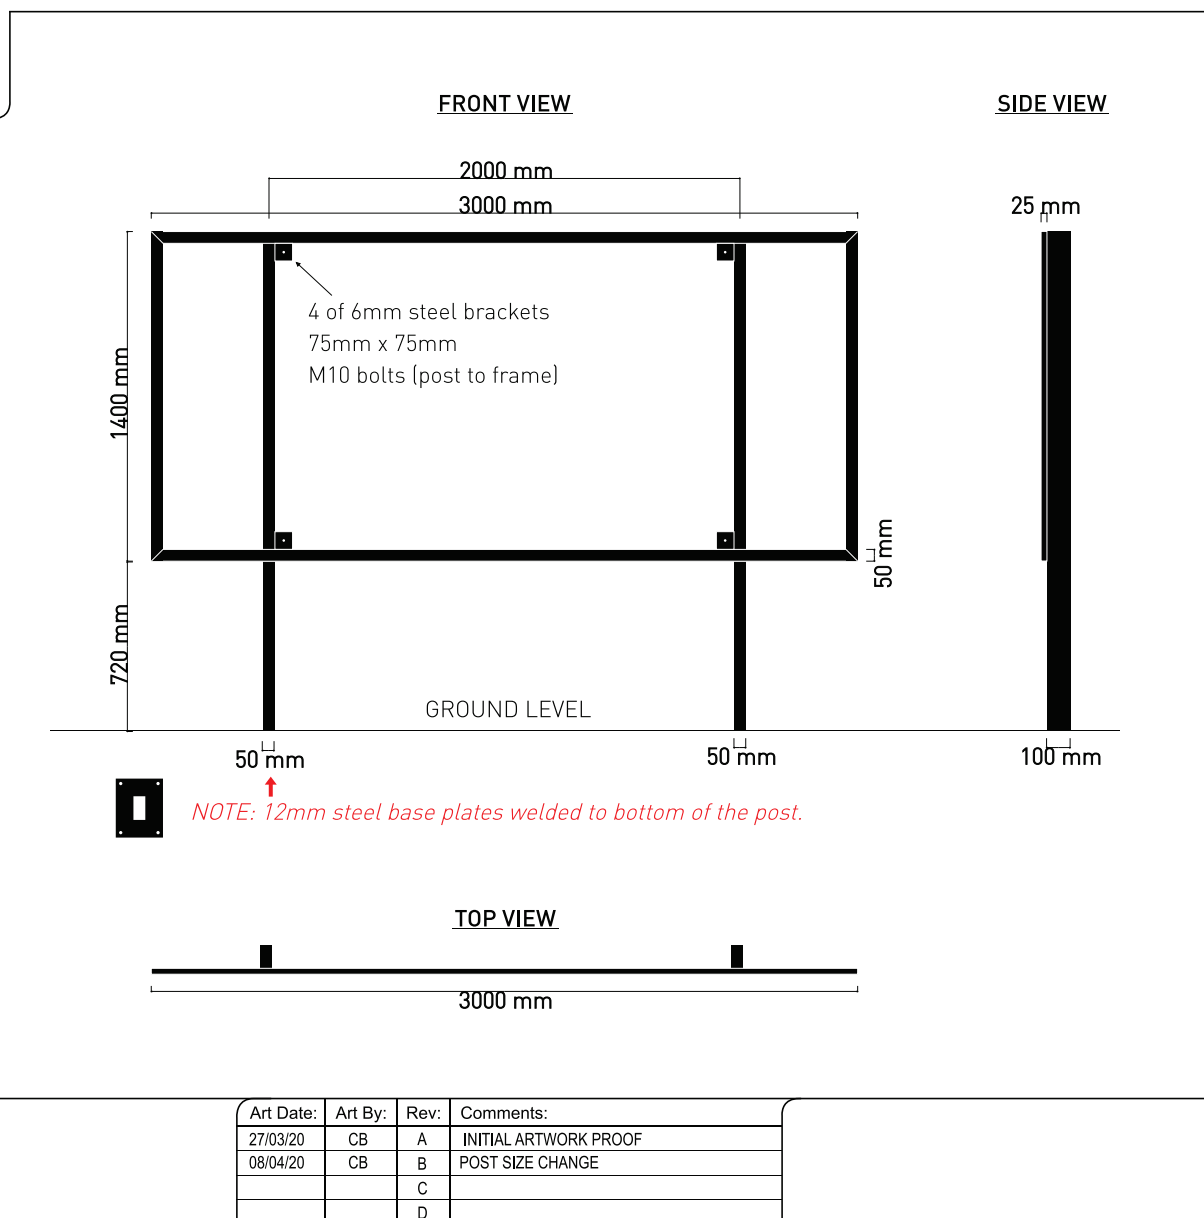 FRONT VIEW
SIDE VIEW
2000 mm
3000 mm
25 mm
4 of 6mm steel brackets
75mm x 75mm
M10 bolts (post to frame)
1400 mm
50 mm
720 mm
GROUND LEVEL
50 mm
50 mm
100 mm
NOTE: 12mm steel base plates welded to bottom of the post.
TOP VIEW
3000 mm
Art Date: Art By: Rev: Comments:
27/03/20 CB A INITIAL ARTWORK PROOF
08/04/20 CB B POST SIZE CHANGE
C
D